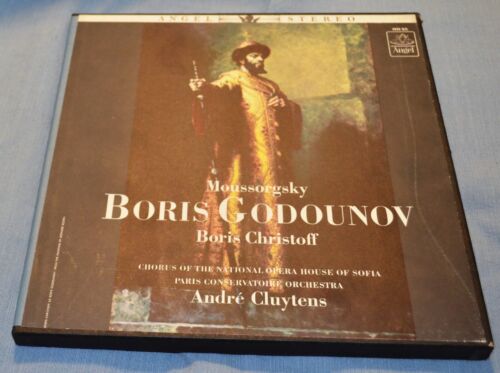 ANGEL STEREO
Angel
Moussorgsky
BORIS GODOUNOV
Boris Christoff
CHORUS OF THE NATIONAL OPERA HOUSE OF SOFIA
PARIS CONSERVATOIRE ORCHESTRA
André Cluytens